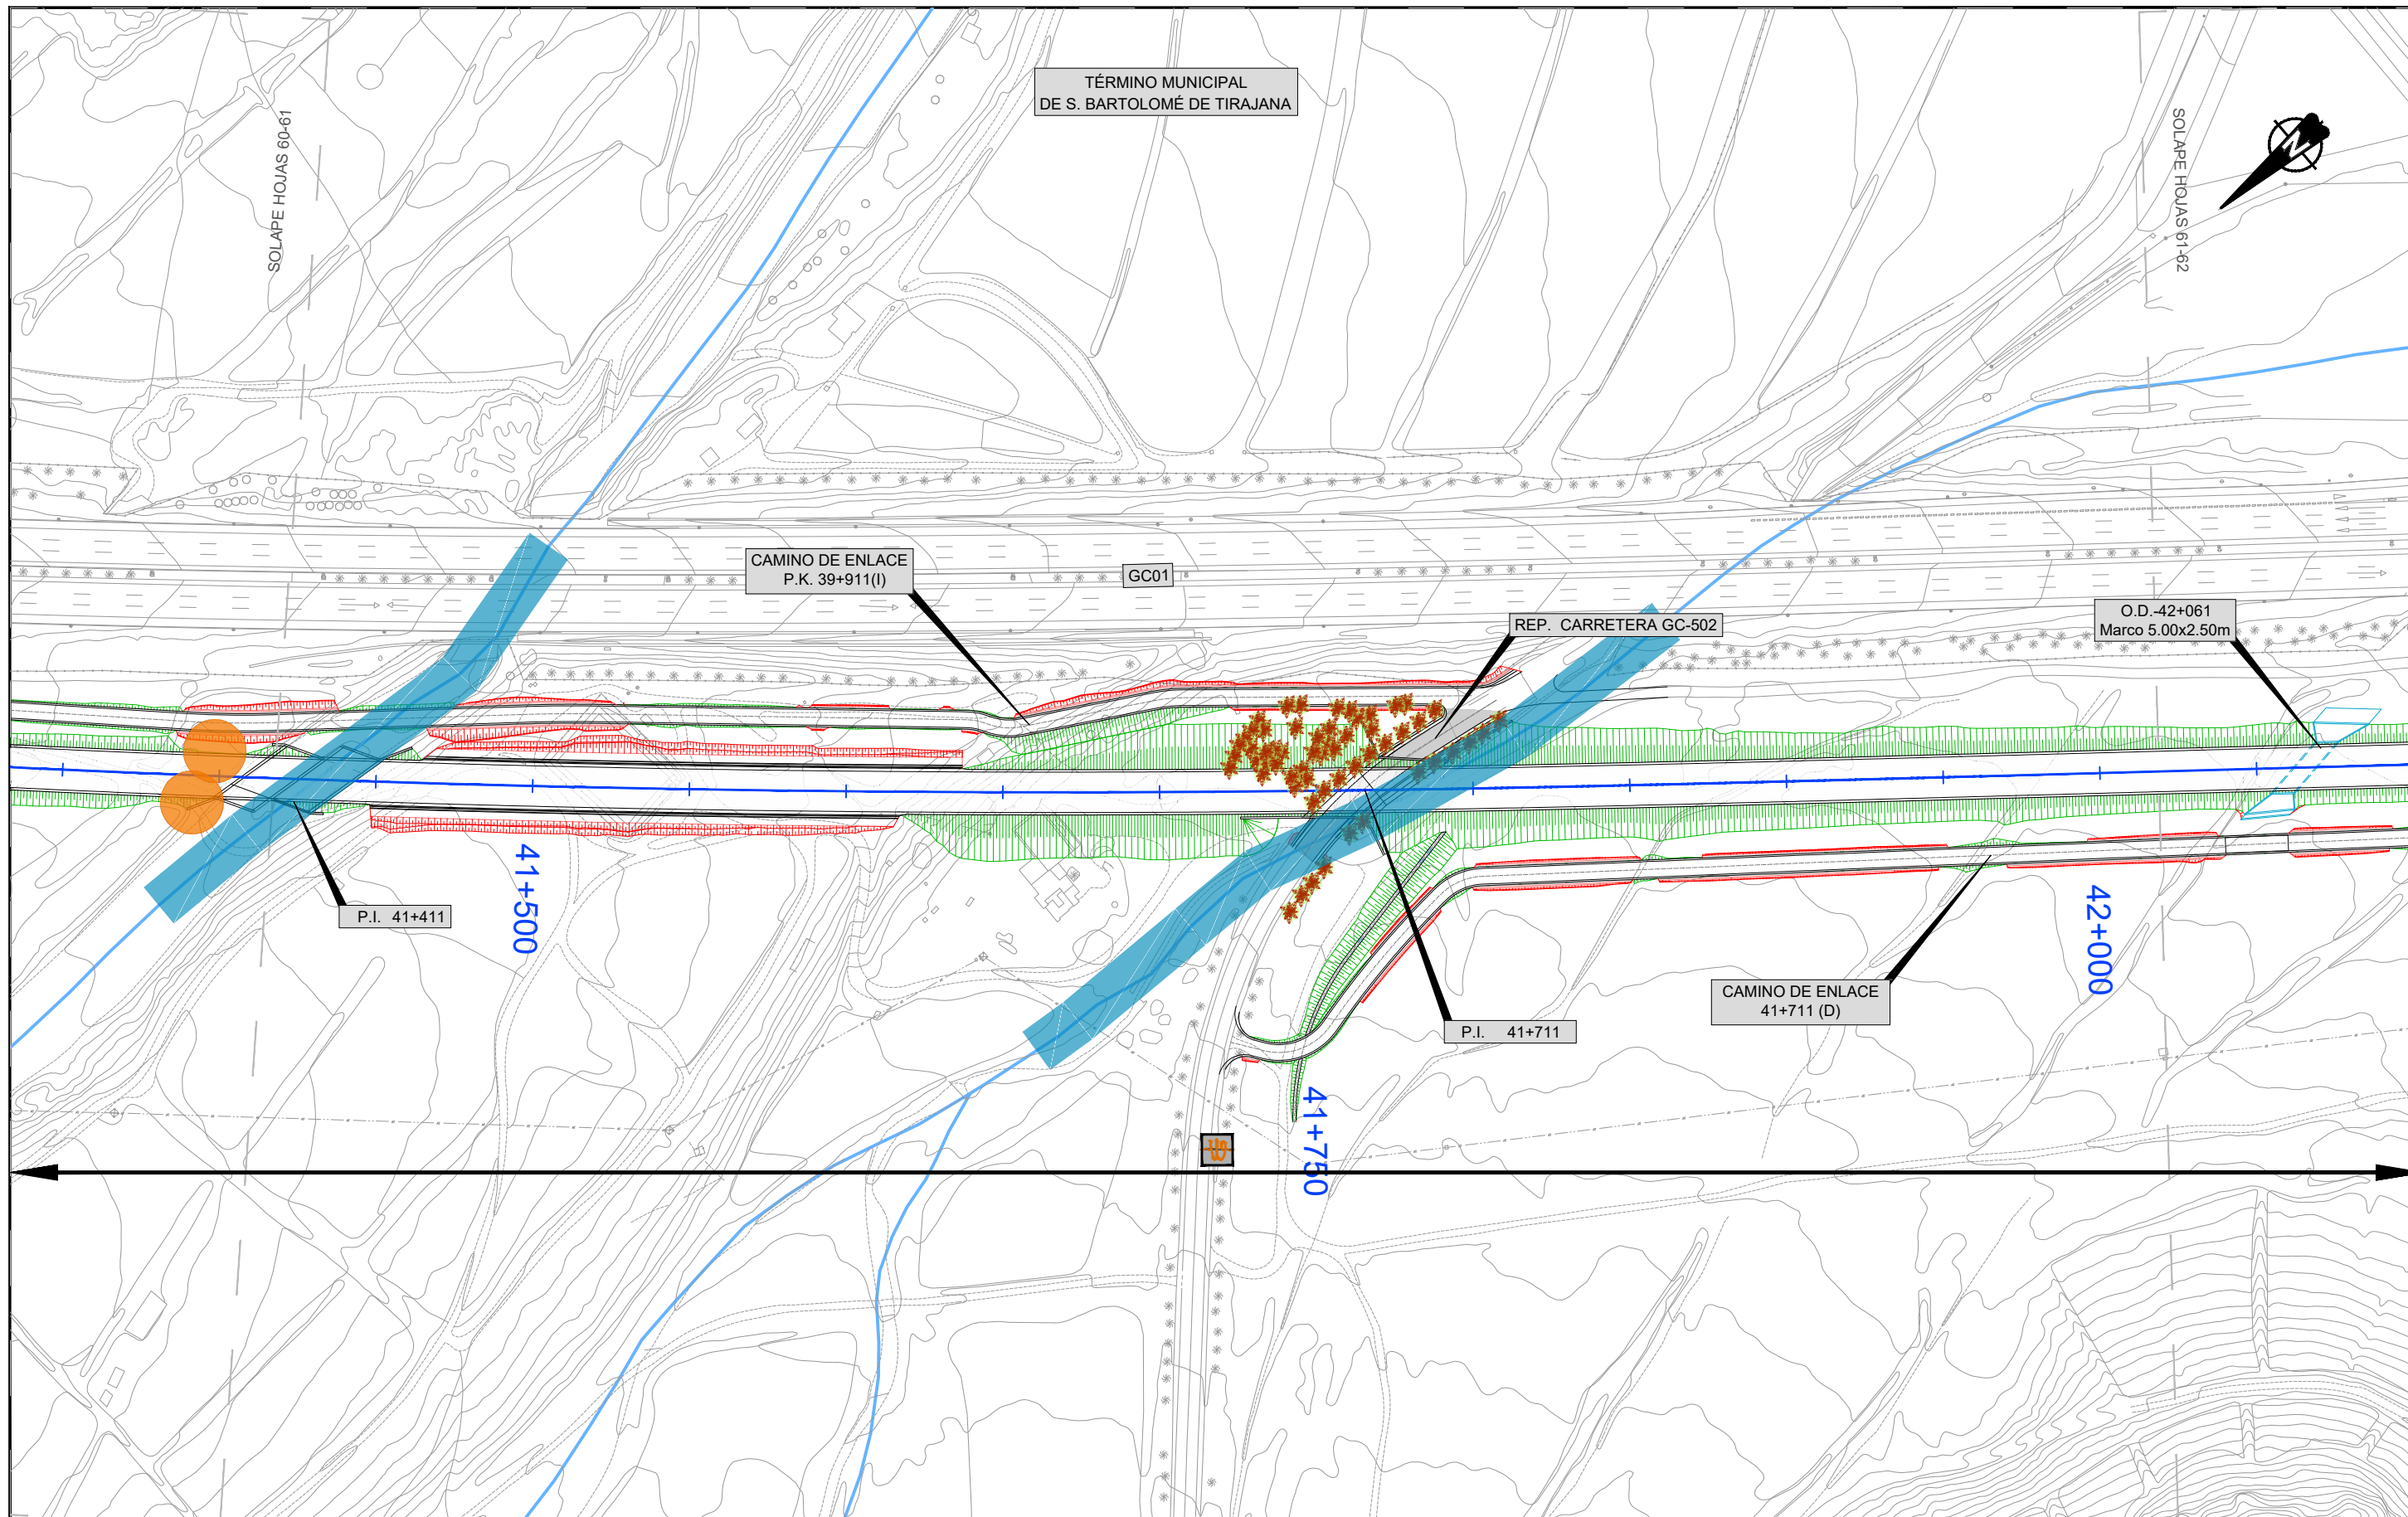 TÉRMINO MUNICIPAL
DE S. BARTOLOMÉ DE TIRAJANA
SOLAPE HOJAS 60-61
SOLAPE HOJAS 61-62
N
CAMINO DE ENLACE
P.K. 39+911(I)
GC01
REP. CARRETERA GC-502
O.D.-42+061
Marco 5.00x2.50m
P.I. 41+411
41+500
42+000
CAMINO DE ENLACE
41+711 (D)
P.I. 41+711
41+750